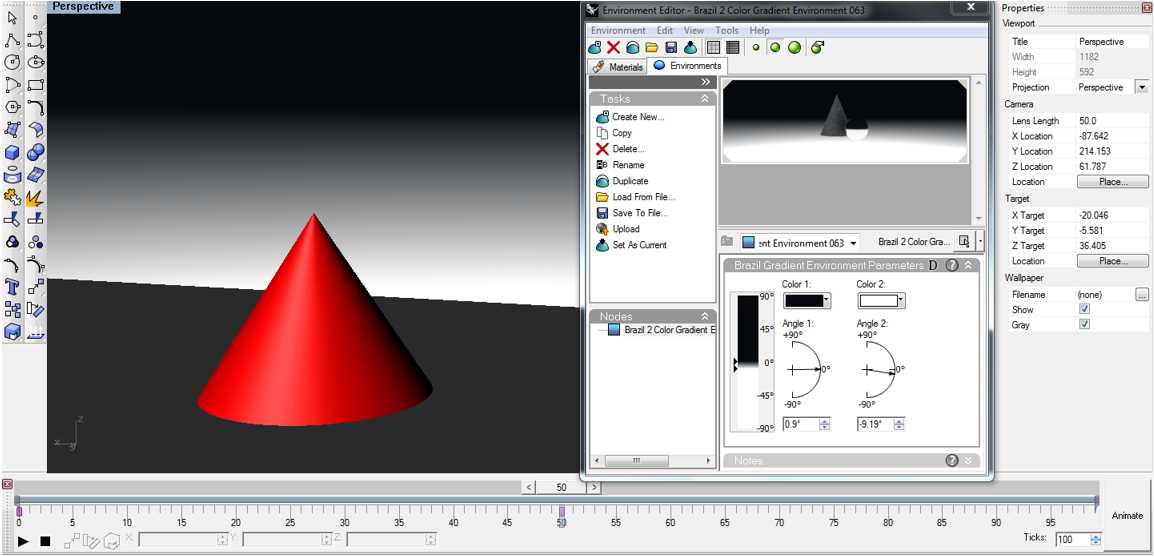 Perspective
Environment Editor - Brazil 2 Color Gradient Environment 063
Environment Edit View Tools Help
Materials Environments
Tasks
Create New...
Copy
Delete...
Rename
Duplicate
Load From File...
Save To File...
Upload
Set As Current
Nodes
Brazil 2 Color Gradient E
ent Environment 063
Brazil 2 Color Gra...
Brazil Gradient Environment Parameters D
Color 1: Color 2:
90°
45°
0°
-45°
-90°
Angle 1: Angle 2:
+90° +90°
0° 0°
-90° -90°
0.9° -9.19°
Notes
Properties
Viewport
Title Perspective
Width 1182
Height 592
Projection Perspective
Camera
Lens Length 50.0
X Location -87.642
Y Location 214.153
Z Location 61.787
Location Place...
Target
X Target -20.046
Y Target -5.581
Z Target 36.405
Location Place...
Wallpaper
Filename (none) ...
Show
Gray
z
x y
< 50 >
0 5 10 15 20 25 30 35 40 45 50 55 60 65 70 75 80 85 90 95
Animate
X: Y: Z:
Ticks: 100